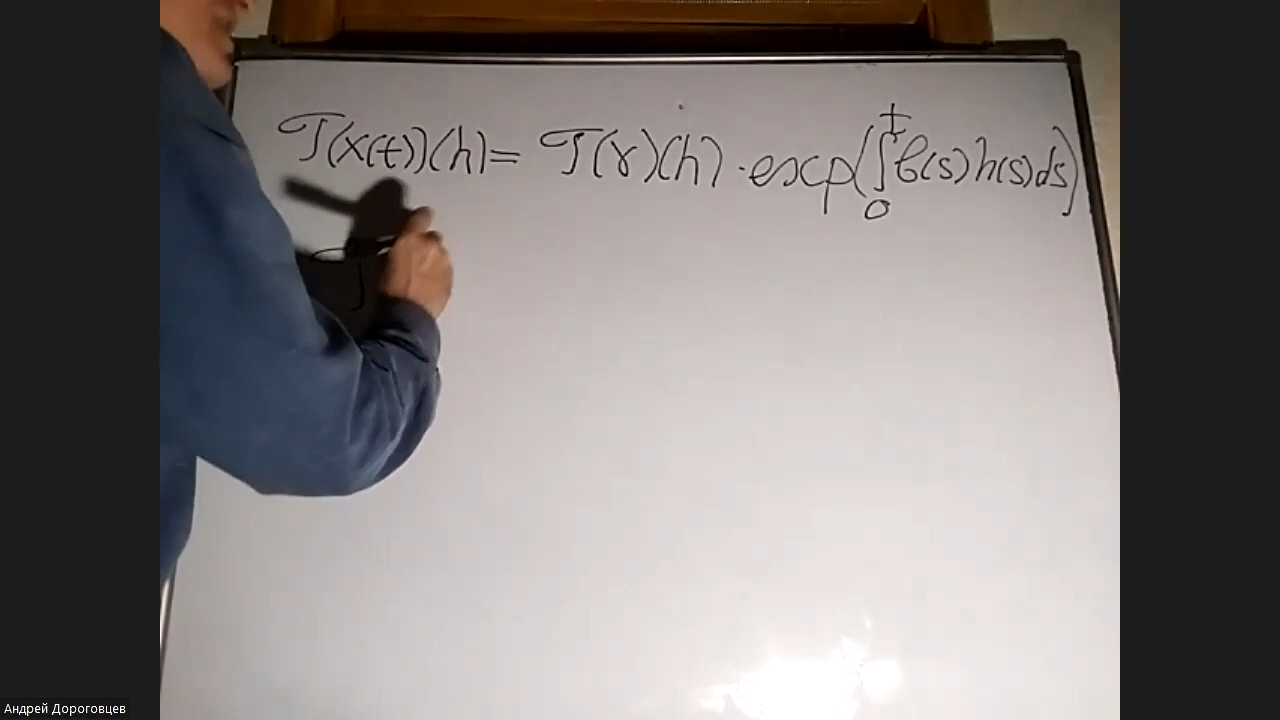 T(x(t))(h) = T(γ)(h) · exp(∫₀ᵗ b(s) h(s) ds)
Андрей Дороговцев